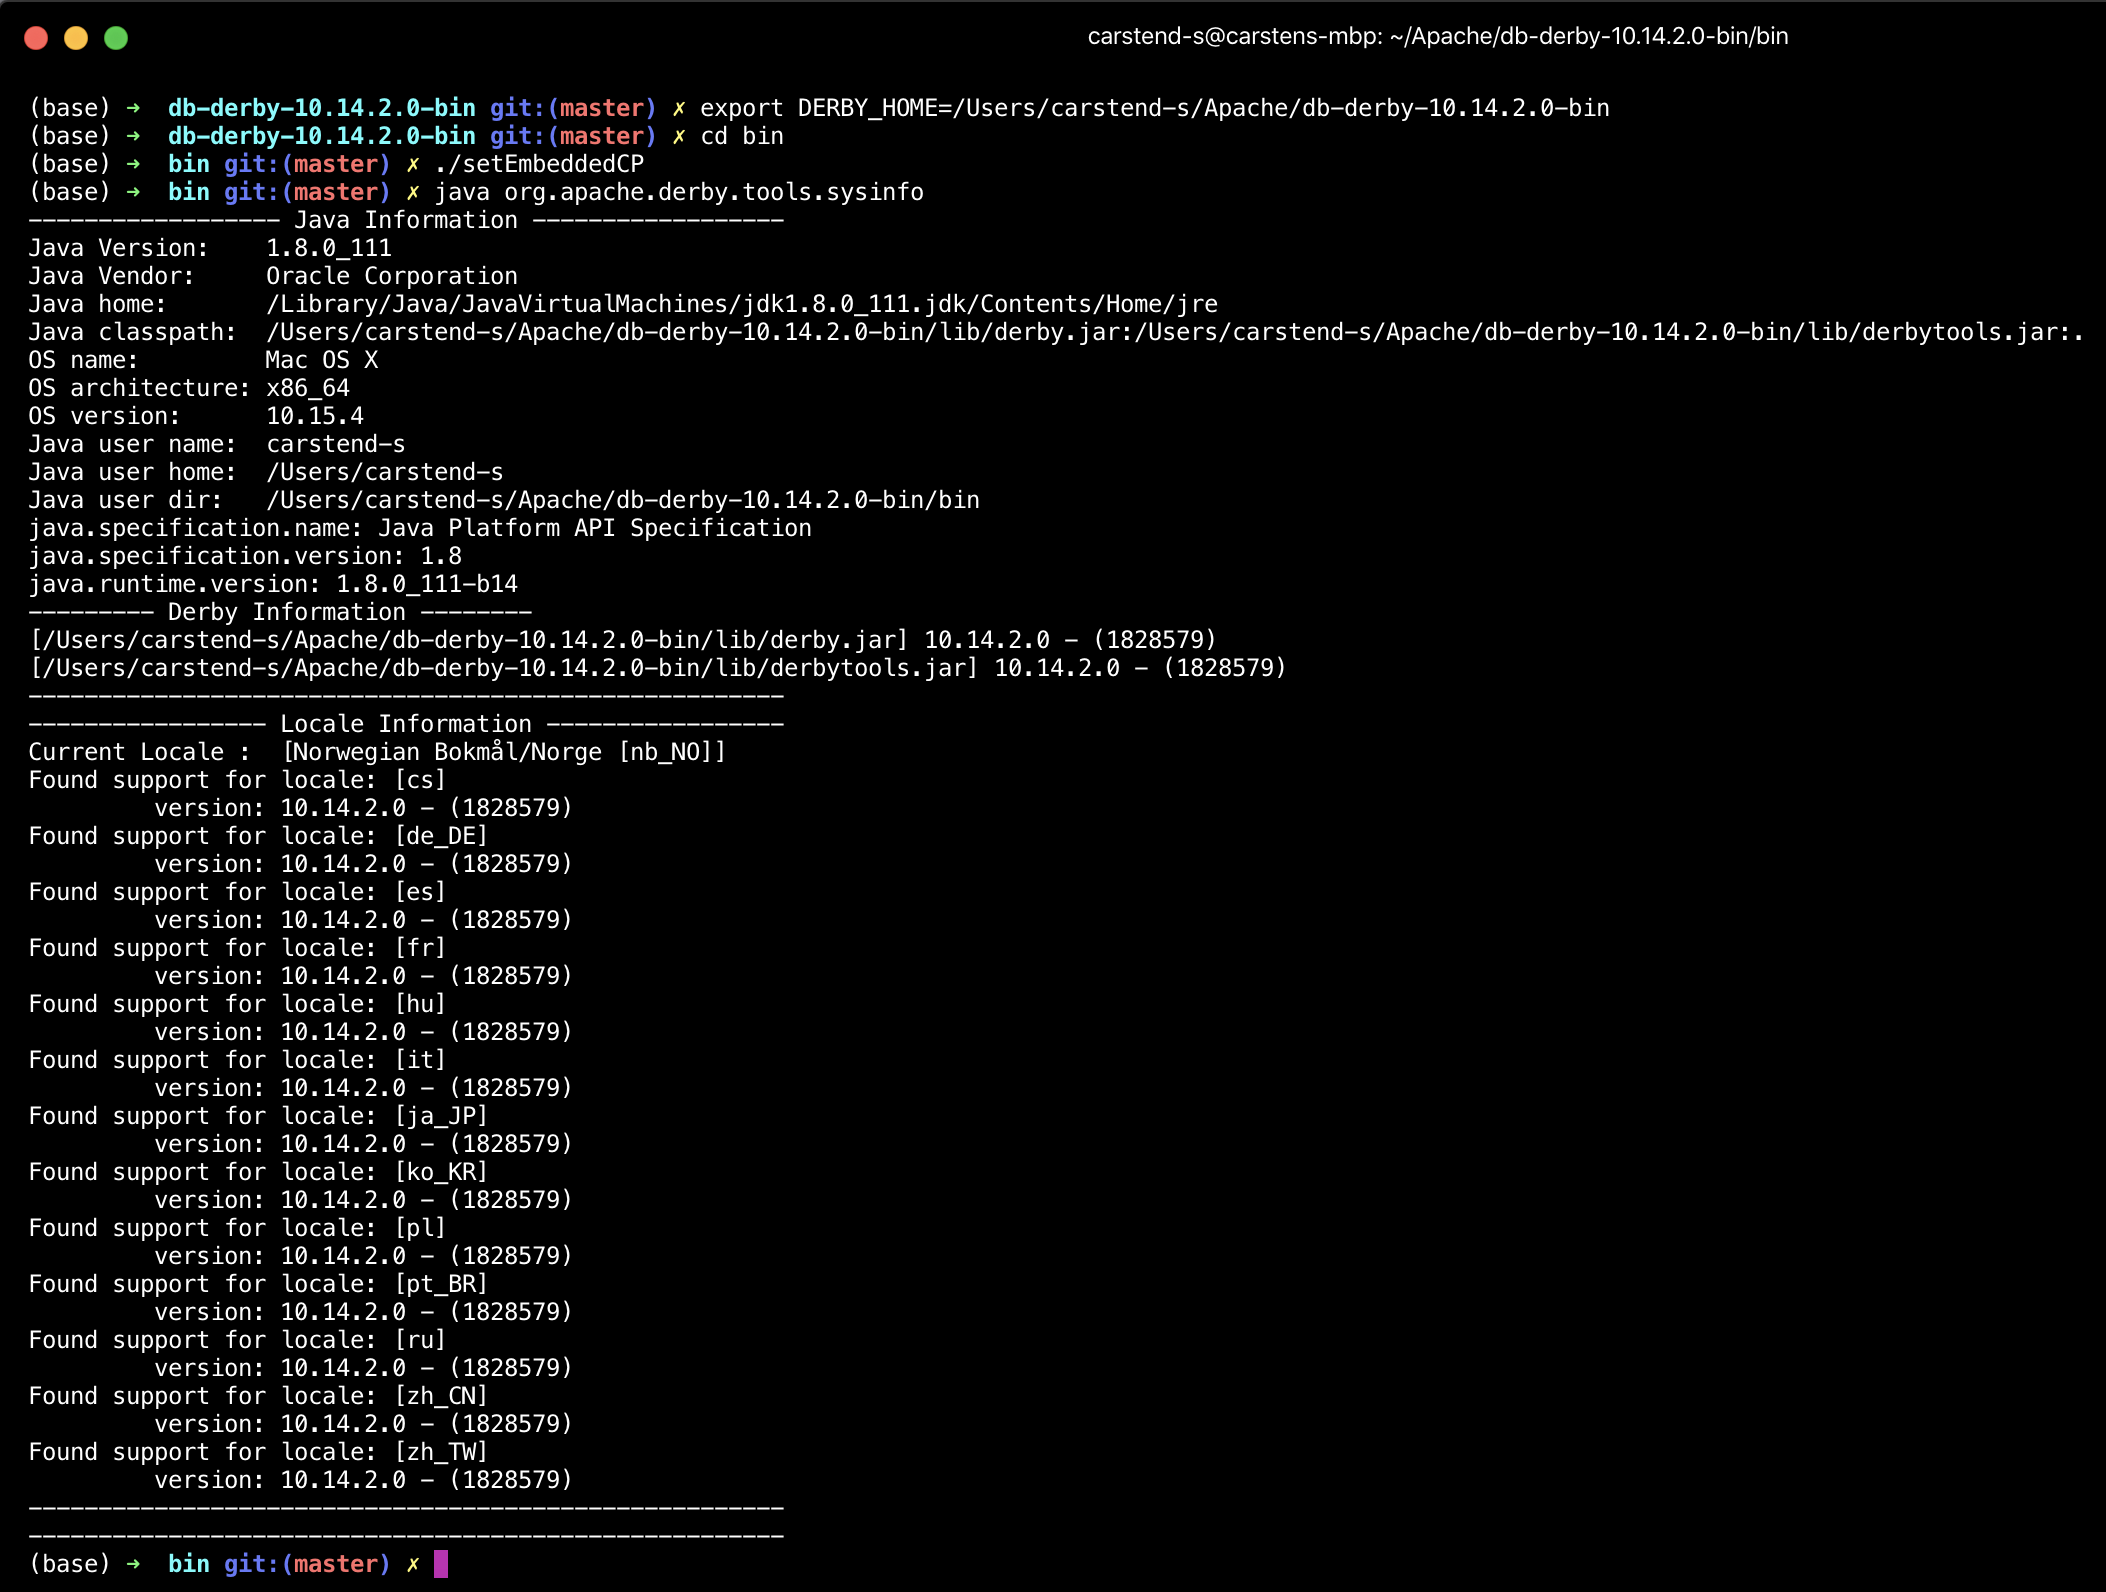 carstend-s@carstens-mbp: ~/Apache/db-derby-10.14.2.0-bin/bin
(base) → db-derby-10.14.2.0-bin git:(master) ✗ export DERBY_HOME=/Users/carstend-s/Apache/db-derby-10.14.2.0-bin
(base) → db-derby-10.14.2.0-bin git:(master) ✗ cd bin
(base) → bin git:(master) ✗ ./setEmbeddedCP
(base) → bin git:(master) ✗ java org.apache.derby.tools.sysinfo
------------------ Java Information ------------------
Java Version:    1.8.0_111
Java Vendor:     Oracle Corporation
Java home:       /Library/Java/JavaVirtualMachines/jdk1.8.0_111.jdk/Contents/Home/jre
Java classpath:  /Users/carstend-s/Apache/db-derby-10.14.2.0-bin/lib/derby.jar:/Users/carstend-s/Apache/db-derby-10.14.2.0-bin/lib/derbytools.jar:.
OS name:         Mac OS X
OS architecture: x86_64
OS version:      10.15.4
Java user name:  carstend-s
Java user home:  /Users/carstend-s
Java user dir:   /Users/carstend-s/Apache/db-derby-10.14.2.0-bin/bin
java.specification.name: Java Platform API Specification
java.specification.version: 1.8
java.runtime.version: 1.8.0_111-b14
--------- Derby Information --------
[/Users/carstend-s/Apache/db-derby-10.14.2.0-bin/lib/derby.jar] 10.14.2.0 - (1828579)
[/Users/carstend-s/Apache/db-derby-10.14.2.0-bin/lib/derbytools.jar] 10.14.2.0 - (1828579)
------------------------------------------------------
----------------- Locale Information -----------------
Current Locale :  [Norwegian Bokmål/Norge [nb_NO]]
Found support for locale: [cs]
         version: 10.14.2.0 - (1828579)
Found support for locale: [de_DE]
         version: 10.14.2.0 - (1828579)
Found support for locale: [es]
         version: 10.14.2.0 - (1828579)
Found support for locale: [fr]
         version: 10.14.2.0 - (1828579)
Found support for locale: [hu]
         version: 10.14.2.0 - (1828579)
Found support for locale: [it]
         version: 10.14.2.0 - (1828579)
Found support for locale: [ja_JP]
         version: 10.14.2.0 - (1828579)
Found support for locale: [ko_KR]
         version: 10.14.2.0 - (1828579)
Found support for locale: [pl]
         version: 10.14.2.0 - (1828579)
Found support for locale: [pt_BR]
         version: 10.14.2.0 - (1828579)
Found support for locale: [ru]
         version: 10.14.2.0 - (1828579)
Found support for locale: [zh_CN]
         version: 10.14.2.0 - (1828579)
Found support for locale: [zh_TW]
         version: 10.14.2.0 - (1828579)
------------------------------------------------------
------------------------------------------------------
(base) → bin git:(master) ✗